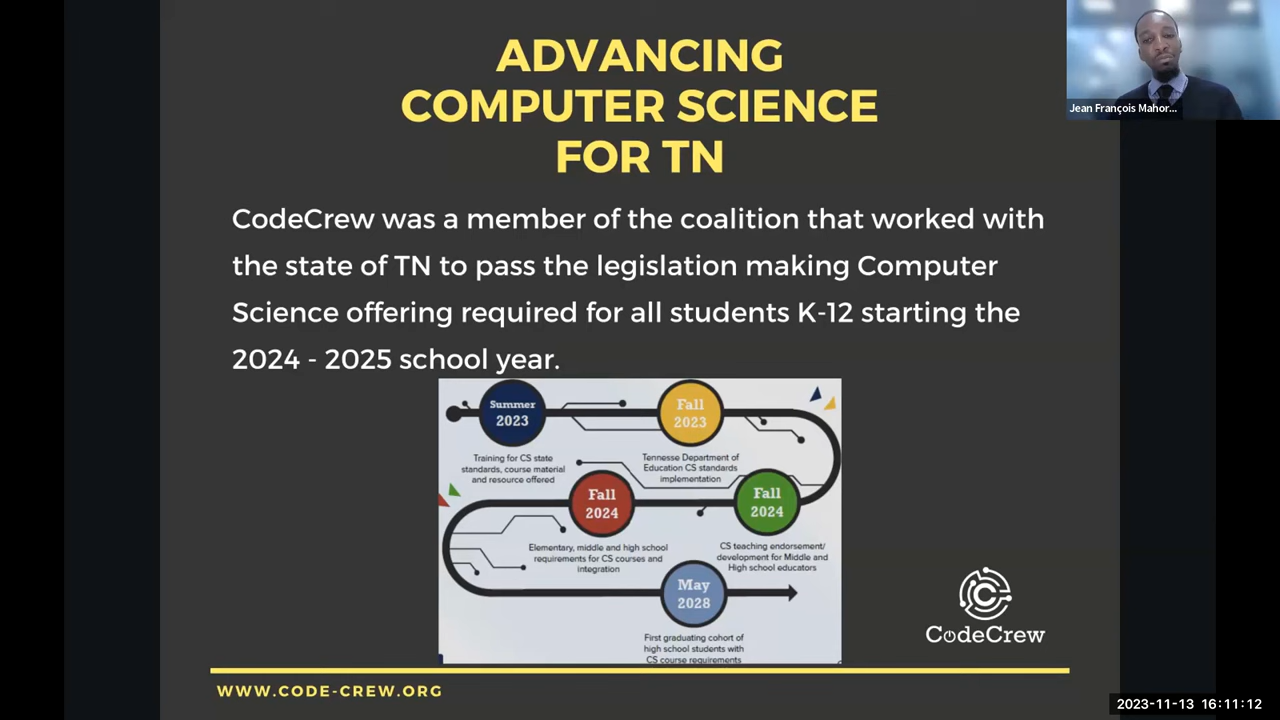 ADVANCING
COMPUTER SCIENCE
FOR TN
Jean François Mahor...
CodeCrew was a member of the coalition that worked with
the state of TN to pass the legislation making Computer
Science offering required for all students K-12 starting the
2024 - 2025 school year.
Summer
2023
Training for CS state
standards, course material
and resource offered
Fall
2023
Tennesse Department of
Education CS standards
implementation
Fall
2024
CS teaching endorsement/
development for Middle and
High school educators
Fall
2024
Elementary, middle and high school
requirements for CS courses and
integration
May
2028
First graduating cohort of
high school students with
CS course requirements
CodeCrew
WWW.CODE-CREW.ORG
2023-11-13 16:11:12